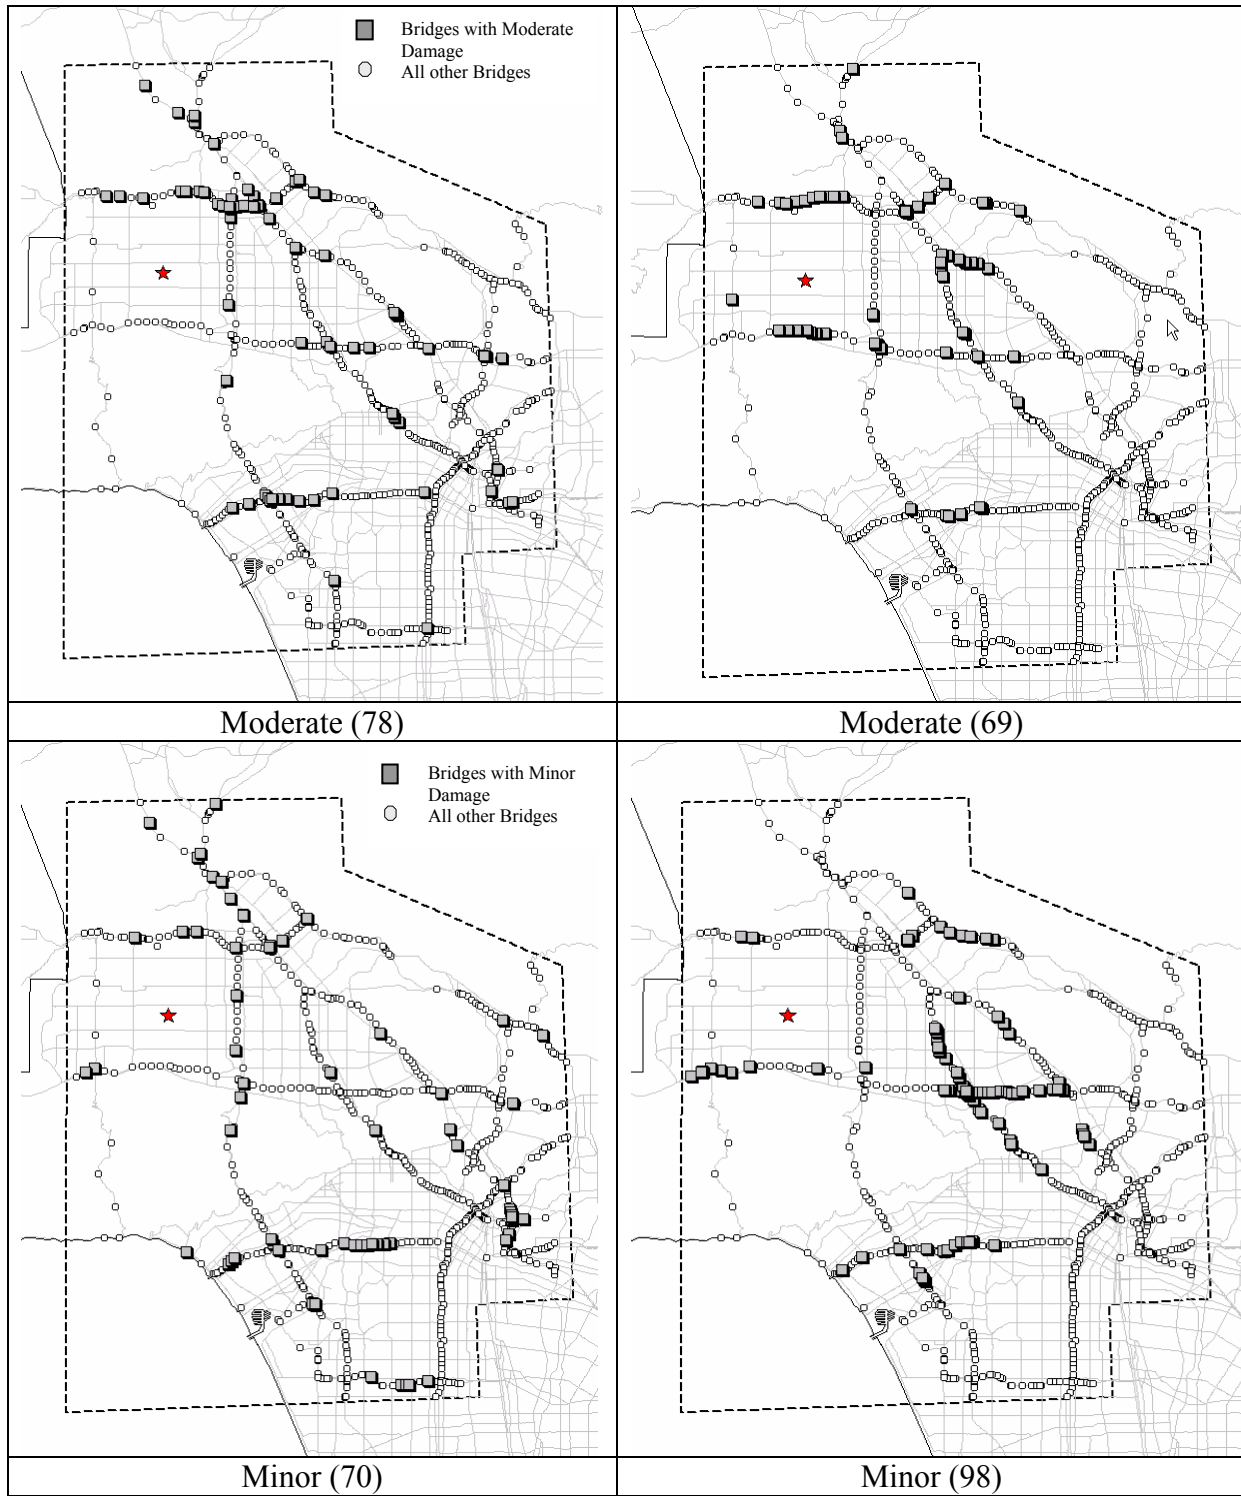 Bridges with Moderate
Damage
All other Bridges
Moderate (78)
Moderate (69)
Bridges with Minor
Damage
All other Bridges
Minor (70)
Minor (98)